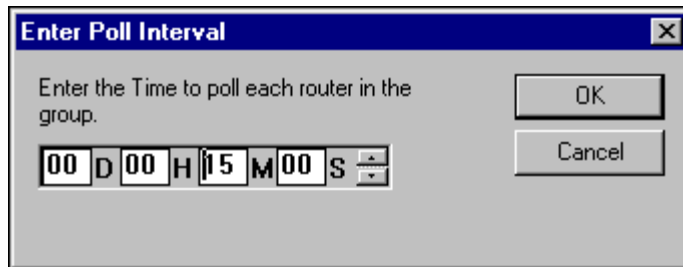 Enter Poll Interval
Enter the Time to poll each router in the
group.
OK
00 D 00 H 15 M 00 S
Cancel